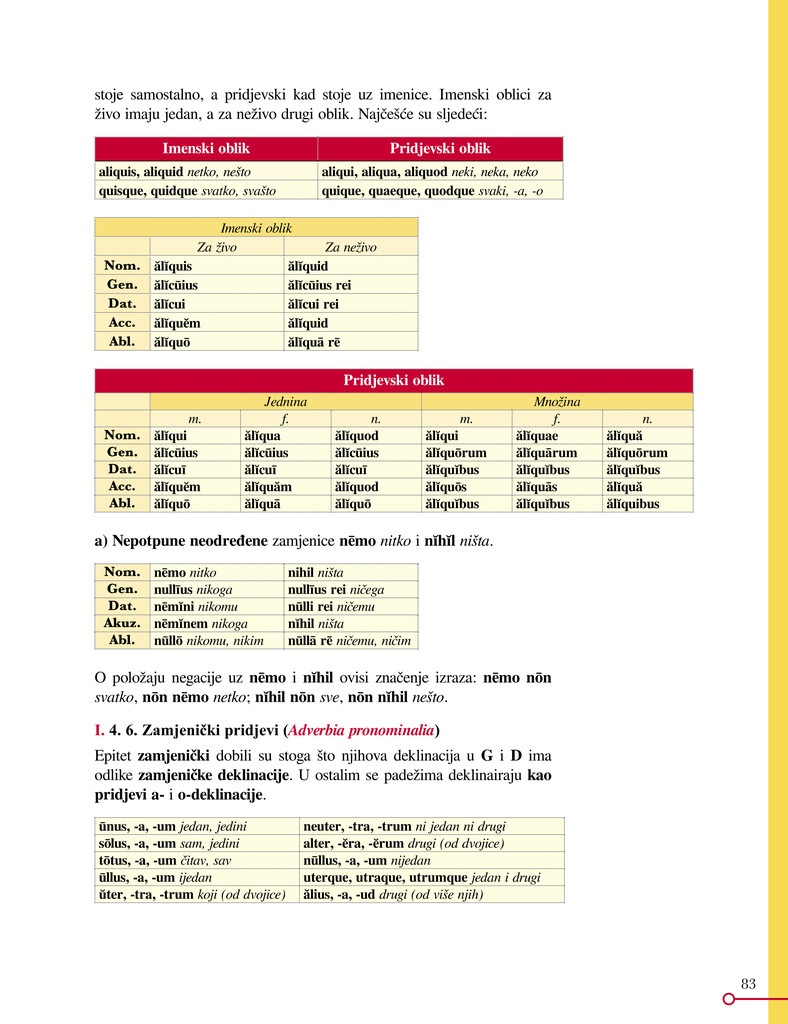 stoje samostalno, a pridjevski kad stoje uz imenice. Imenski oblici za
živo imaju jedan, a za neživo drugi oblik. Najčešće su sljedeći:
Imenski oblik Pridjevski oblik
aliquis, aliquid netko, nešto aliqui, aliqua, aliquod neki, neka, neko
quisque, quidque svatko, svašto quique, quaeque, quodque svaki, -a, -o
Imenski oblik
Za živo Za neživo
Nom. ălĭquis ălĭquid
Gen. ălĭcūius ălĭcūius rei
Dat. ălĭcui ălĭcui rei
Acc. ălĭquĕm ălĭquid
Abl. ălĭquō ălĭquā rē
Pridjevski oblik
Jednina Množina
m. f. n. m. f. n.
Nom. ălĭqui ălĭqua ălĭquod ălĭqui ălĭquae ălĭquă
Gen. ălĭcūius ălĭcūius ălĭcūius ălĭquōrum ălĭquārum ălĭquōrum
Dat. ălĭcuī ălĭcuī ălĭcuī ălĭquĭbus ălĭquĭbus ălĭquĭbus
Acc. ălĭquĕm ălĭquăm ălĭquod ălĭquōs ălĭquās ălĭquă
Abl. ălĭquō ălĭquā ălĭquō ălĭquĭbus ălĭquĭbus ălĭquibus
a) Nepotpune neodređene zamjenice nēmo nitko i nĭhĭl ništa.
Nom. nēmo nitko nihil ništa
Gen. nullīus nikoga nullīus rei ničega
Dat. nēmĭni nikomu nūlli rei ničemu
Akuz. nēmĭnem nikoga nĭhil ništa
Abl. nūllō nikomu, nikim nūllā rē ničemu, ničim
O položaju negacije uz nēmo i nĭhil ovisi značenje izraza: nēmo nōn
svatko, nōn nēmo netko; nĭhil nōn sve, nōn nĭhil nešto.
I. 4. 6. Zamjenički pridjevi (Adverbia pronominalia)
Epitet zamjenički dobili su stoga što njihova deklinacija u G i D ima
odlike zamjeničke deklinacije. U ostalim se padežima deklinairaju kao
pridjevi a- i o-deklinacije.
ūnus, -a, -um jedan, jedini neuter, -tra, -trum ni jedan ni drugi
sōlus, -a, -um sam, jedini alter, -ĕra, -ĕrum drugi (od dvojice)
tōtus, -a, -um čitav, sav nūllus, -a, -um nijedan
ūllus, -a, -um ijedan uterque, utraque, utrumque jedan i drugi
ŭter, -tra, -trum koji (od dvojice) ălius, -a, -ud drugi (od više njih)
83